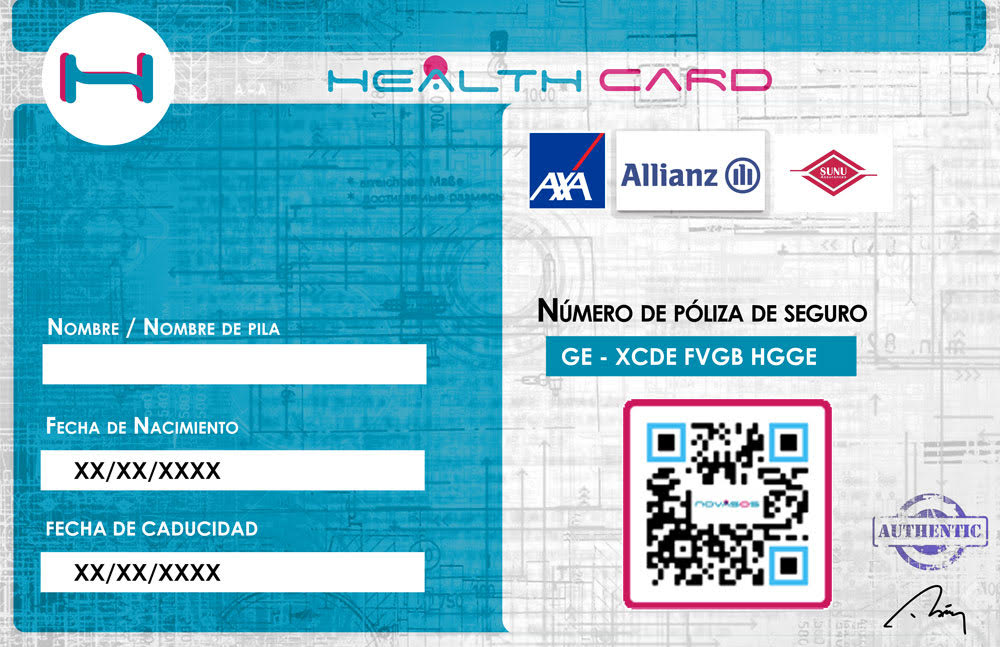 HEALTH CARD
AXA
Allianz
SUNU
NOMBRE / NOMBRE DE PILA
FECHA DE NACIMIENTO
XX/XX/XXXX
FECHA DE CADUCIDAD
XX/XX/XXXX
NÚMERO DE PÓLIZA DE SEGURO
GE - XCDE FVGB HGGE
AUTHENTIC